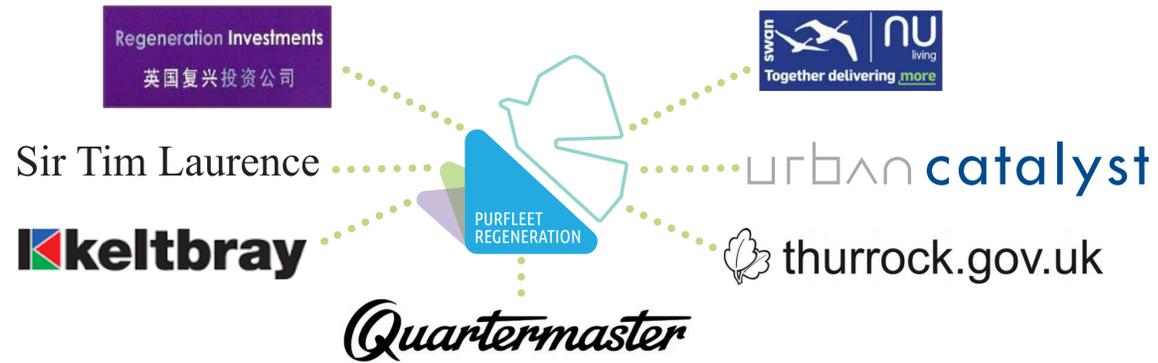 Regeneration Investments
英国复兴投资公司
swan
nu
living
Together delivering more
Sir Tim Laurence
urban catalyst
PURFLEET
REGENERATION
keltbray
thurrock.gov.uk
Quartermaster